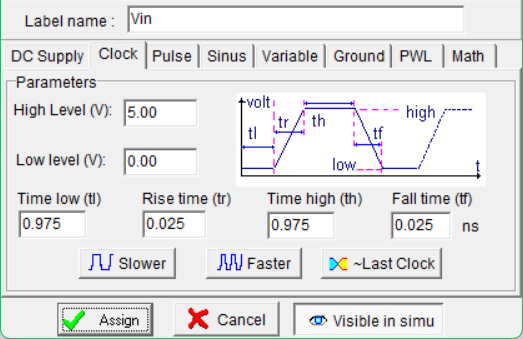 Label name : Vin
DC Supply Clock Pulse Sinus Variable Ground PWL Math
Parameters
High Level (V): 5.00
Low level (V): 0.00
volt
tl tr th tf high
low
t
Time low (tl) Rise time (tr) Time high (th) Fall time (tf)
0.975 0.025 0.975 0.025 ns
Slower Faster ~Last Clock
Assign Cancel Visible in simu